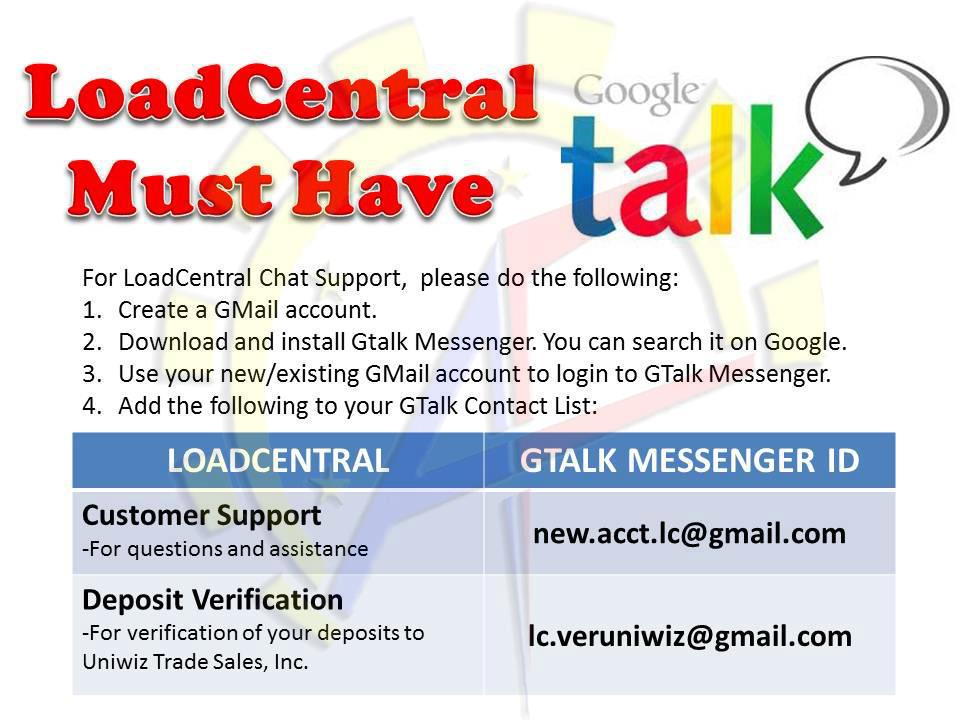 LoadCentral
Must Have
Google
talk
For LoadCentral Chat Support, please do the following:
1. Create a GMail account.
2. Download and install Gtalk Messenger. You can search it on Google.
3. Use your new/existing GMail account to login to GTalk Messenger.
4. Add the following to your GTalk Contact List:
LOADCENTRAL GTALK MESSENGER ID
Customer Support
-For questions and assistance
new.acct.lc@gmail.com
Deposit Verification
-For verification of your deposits to
Uniwiz Trade Sales, Inc.
lc.veruniwiz@gmail.com